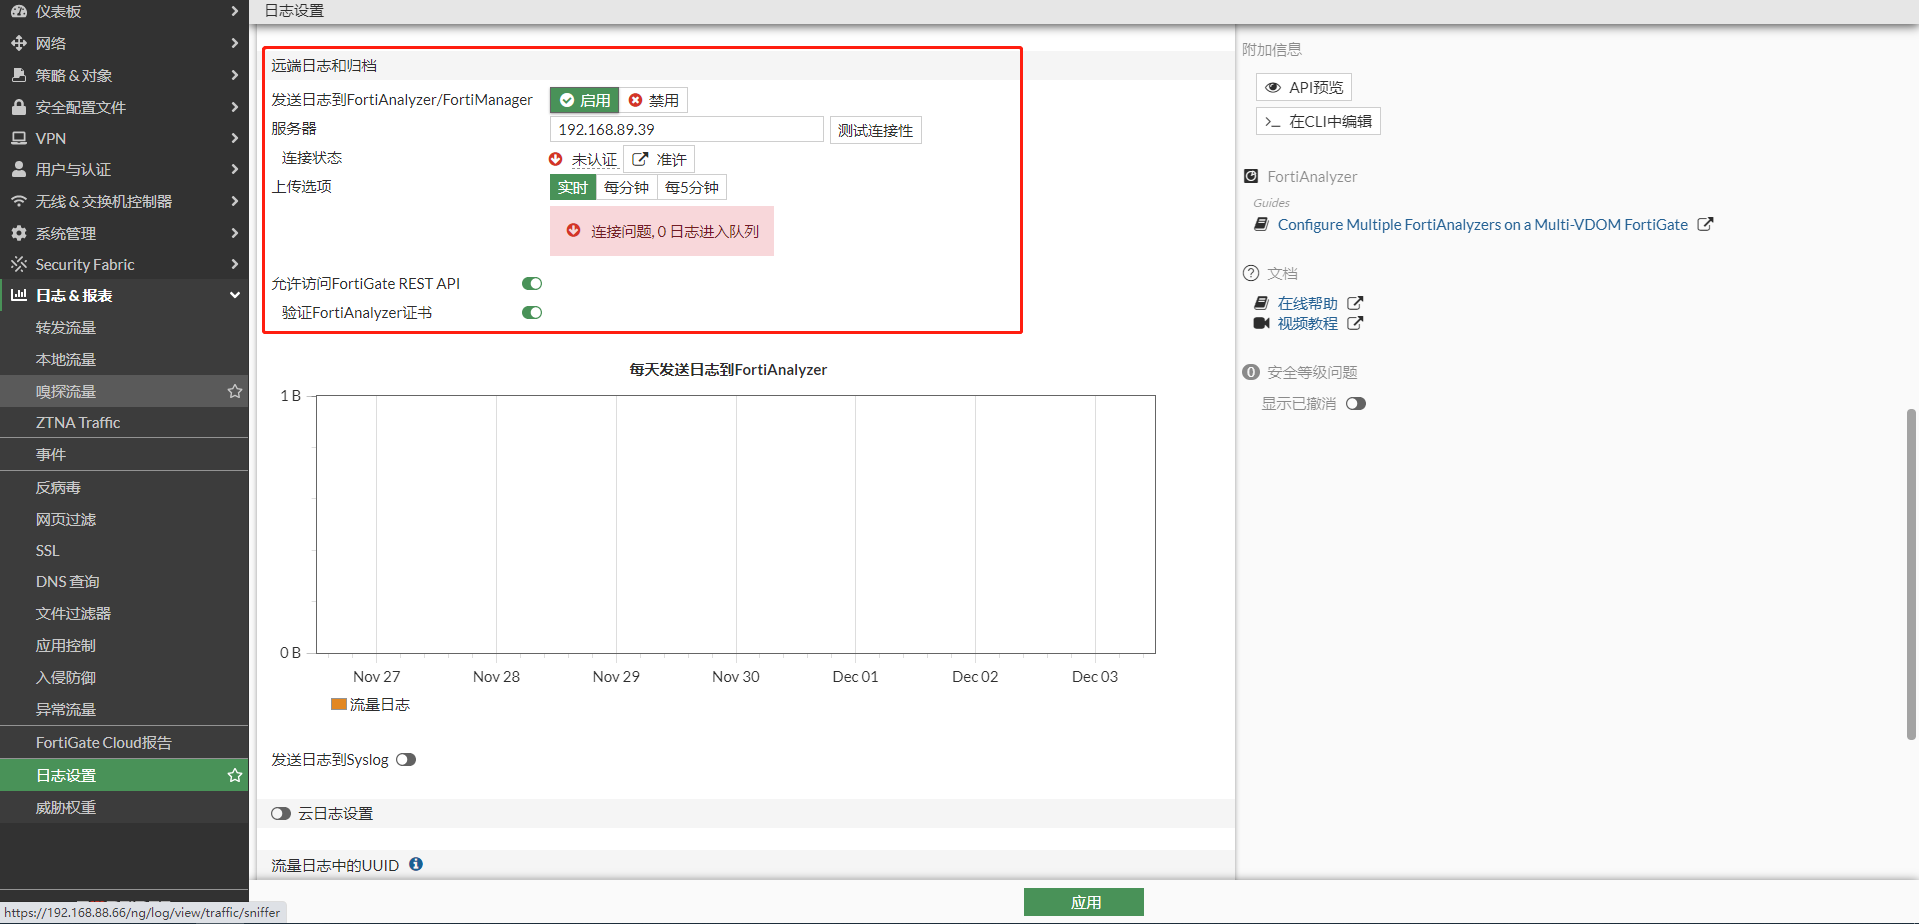 仪表板
网络
策略 & 对象
安全配置文件
VPN
用户与认证
无线 & 交换机控制器
系统管理
Security Fabric
日志 & 报表
转发流量
本地流量
嗅探流量
ZTNA Traffic
事件
反病毒
网页过滤
SSL
DNS 查询
文件过滤器
应用控制
入侵防御
异常流量
FortiGate Cloud报告
日志设置
威胁权重
https://192.168.88.66/ng/log/view/traffic/sniffer
日志设置
远端日志和归档
发送日志到FortiAnalyzer/FortiManager 启用 禁用
服务器 192.168.89.39 测试连接性
连接状态 未认证 准许
上传选项 实时 每分钟 每5分钟
连接问题, 0 日志进入队列
允许访问FortiGate REST API
验证FortiAnalyzer证书
每天发送日志到FortiAnalyzer
1 B
0 B
Nov 27 Nov 28 Nov 29 Nov 30 Dec 01 Dec 02 Dec 03
流量日志
发送日志到Syslog
云日志设置
流量日志中的UUID
应用
附加信息
API预览
>_ 在CLI中编辑
FortiAnalyzer
Guides
Configure Multiple FortiAnalyzers on a Multi-VDOM FortiGate
文档
在线帮助
视频教程
0 安全等级问题
显示已撤消